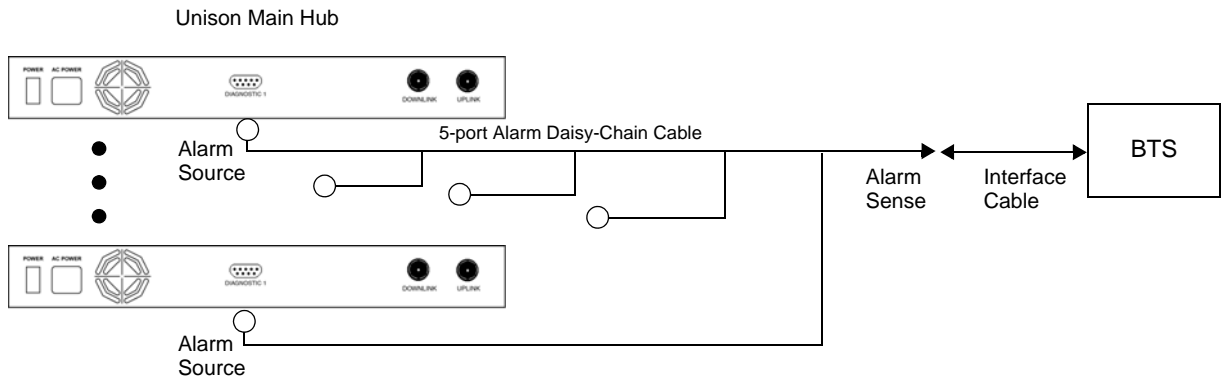 Unison Main Hub
POWER AC POWER
DIAGNOSTIC 1
DOWNLINK UPLINK
5-port Alarm Daisy-Chain Cable
Alarm
Source
Alarm
Sense
Interface
Cable
BTS
POWER AC POWER
DIAGNOSTIC 1
DOWNLINK UPLINK
Alarm
Source